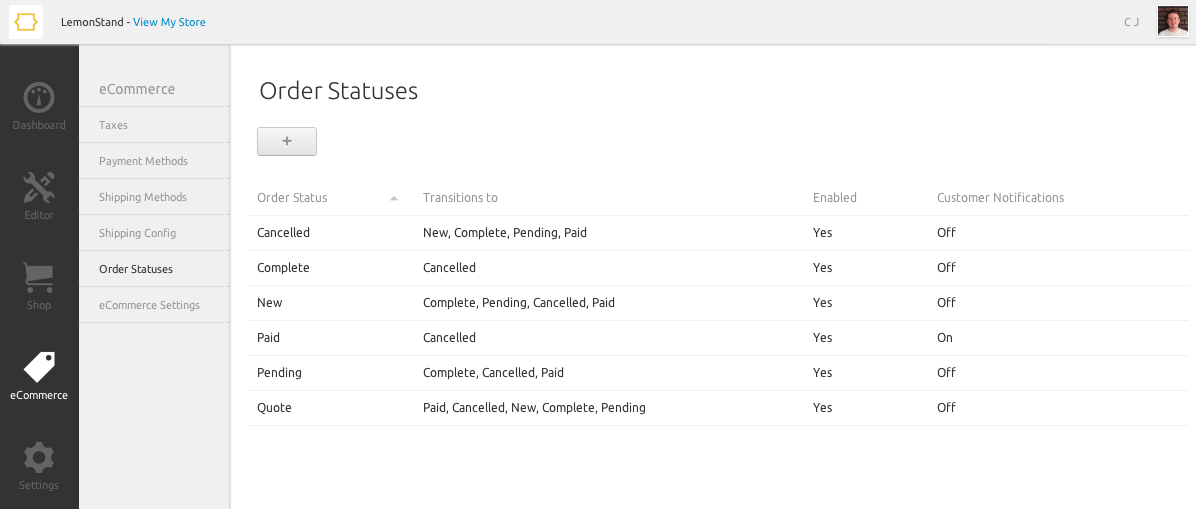 LemonStand - View My Store
C J
Dashboard
Editor
Shop
eCommerce
Settings
eCommerce
Taxes
Payment Methods
Shipping Methods
Shipping Config
Order Statuses
eCommerce Settings
Order Statuses
+
Order Status Transitions to Enabled Customer Notifications
Cancelled New, Complete, Pending, Paid Yes Off
Complete Cancelled Yes Off
New Complete, Pending, Cancelled, Paid Yes Off
Paid Cancelled Yes On
Pending Complete, Cancelled, Paid Yes Off
Quote Paid, Cancelled, New, Complete, Pending Yes Off